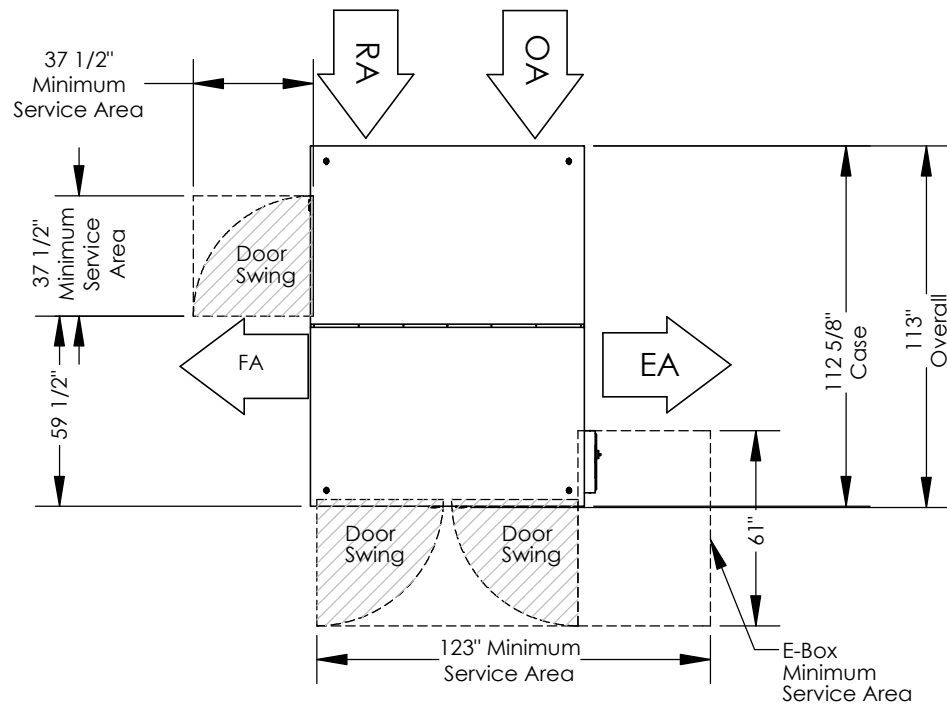 RA
OA
37 1/2"
Minimum
Service Area
37 1/2"
Minimum
Service
Area
Door
Swing
59 1/2"
FA
EA
112 5/8"
Case
113"
Overall
Door
Swing
Door
Swing
61"
123" Minimum
Service Area
E-Box
Minimum
Service Area